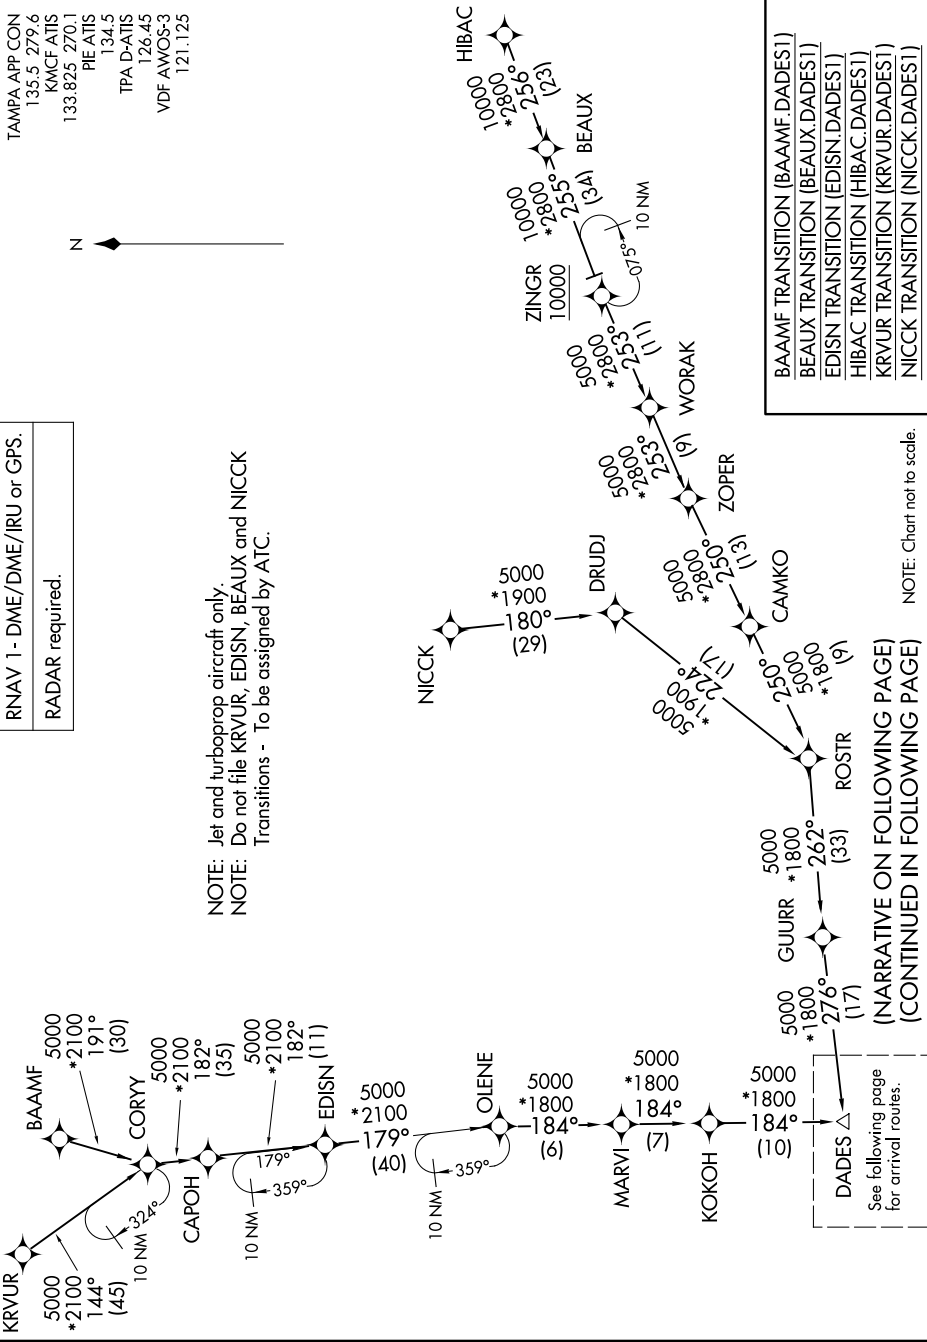 TAMPA APP CON
135.5 279.6
KMCF ATIS
133.825 270.1
PIE ATIS
134.5
TPA D-ATIS
126.45
VDF AWOS-3
121.125
N
RNAV 1 - DME/DME/IRU or GPS.
RADAR required.
NOTE: Jet and turboprop aircraft only.
NOTE: Do not file KRVUR, EDISN, BEAUX and NICCK
Transitions - To be assigned by ATC.
KRVUR
5000
*2100
144°
(45)
BAAMF
5000
*2100
191°
(30)
CORYY
10 NM
324°
5000
*2100
182°
(35)
CAPOH
5000
*2100
182°
(11)
10 NM
179°
359°
EDISN
5000
*2100
179°
(40)
10 NM
359°
OLENE
5000
*1800
184°
(6)
MARVI
5000
*1800
184°
(7)
KOKOH
5000
*1800
184°
(10)
DADES
See following page
for arrival routes.
HIBAC
10000
*2800
256°
(23)
BEAUX
10000
*2800
255°
(34)
ZINGR
10000
075°
10 NM
5000
*2800
253°
(11)
WORAK
5000
*2800
253°
(9)
ZOPER
5000
*2800
250°
(13)
CAMKO
250°
5000
*1800
(9)
NICCK
5000
*1900
180°
(29)
DRUDJ
5000
*1900
224°
(17)
ROSTR
5000
*1800
262°
(33)
GUURR
5000
*1800
276°
(17)
BAAMF TRANSITION (BAAMF.DADES1)
BEAUX TRANSITION (BEAUX.DADES1)
EDISN TRANSITION (EDISN.DADES1)
HIBAC TRANSITION (HIBAC.DADES1)
KRVUR TRANSITION (KRVUR.DADES1)
NICCK TRANSITION (NICCK.DADES1)
NOTE: Chart not to scale.
(NARRATIVE ON FOLLOWING PAGE)
(CONTINUED IN FOLLOWING PAGE)